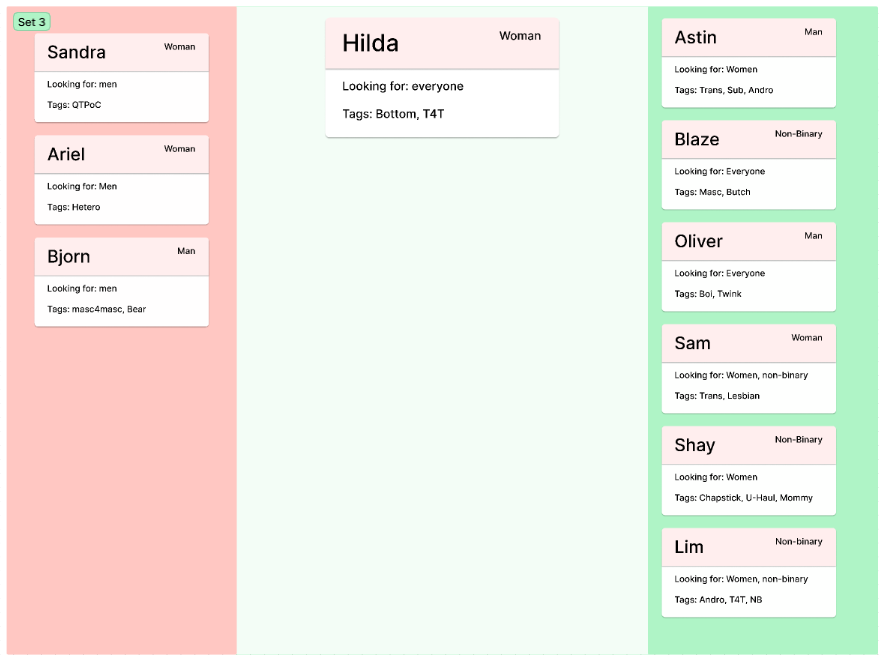 Set 3
Sandra Woman
Looking for: men
Tags: QTPoC
Ariel Woman
Looking for: Men
Tags: Hetero
Bjorn Man
Looking for: men
Tags: masc4masc, Bear
Hilda Woman
Looking for: everyone
Tags: Bottom, T4T
Astin Man
Looking for: Women
Tags: Trans, Sub, Andro
Blaze Non-Binary
Looking for: Everyone
Tags: Masc, Butch
Oliver Man
Looking for: Everyone
Tags: Boi, Twink
Sam Woman
Looking for: Women, non-binary
Tags: Trans, Lesbian
Shay Non-Binary
Looking for: Women
Tags: Chapstick, U-Haul, Mommy
Lim Non-binary
Looking for: Women, non-binary
Tags: Andro, T4T, NB